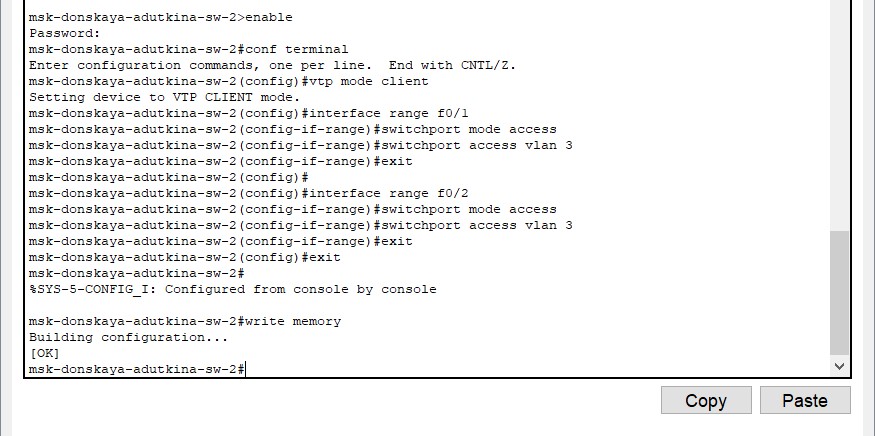 msk-donskaya-adutkina-sw-2>enable
Password:
msk-donskaya-adutkina-sw-2#conf terminal
Enter configuration commands, one per line.  End with CNTL/Z.
msk-donskaya-adutkina-sw-2(config)#vtp mode client
Setting device to VTP CLIENT mode.
msk-donskaya-adutkina-sw-2(config)#interface range f0/1
msk-donskaya-adutkina-sw-2(config-if-range)#switchport mode access
msk-donskaya-adutkina-sw-2(config-if-range)#switchport access vlan 3
msk-donskaya-adutkina-sw-2(config-if-range)#exit
msk-donskaya-adutkina-sw-2(config)#
msk-donskaya-adutkina-sw-2(config)#interface range f0/2
msk-donskaya-adutkina-sw-2(config-if-range)#switchport mode access
msk-donskaya-adutkina-sw-2(config-if-range)#switchport access vlan 3
msk-donskaya-adutkina-sw-2(config-if-range)#exit
msk-donskaya-adutkina-sw-2(config)#exit
msk-donskaya-adutkina-sw-2#
%SYS-5-CONFIG_I: Configured from console by console
msk-donskaya-adutkina-sw-2#write memory
Building configuration...
[OK]
msk-donskaya-adutkina-sw-2#
Copy Paste